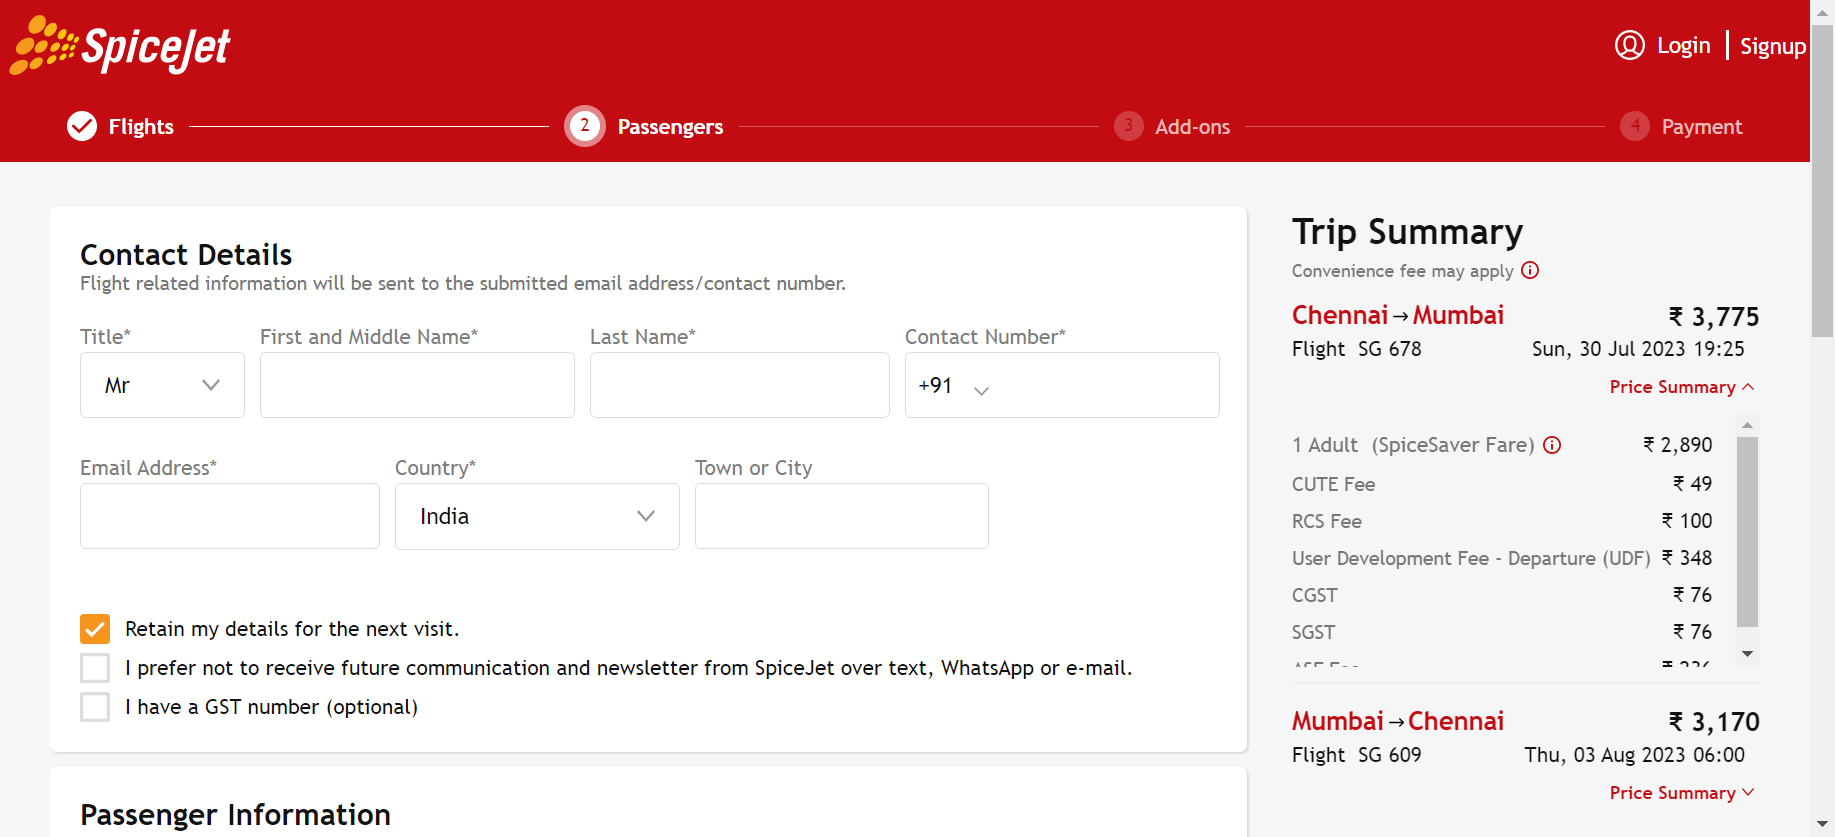 SpiceJet
Login | Signup
Flights
2 Passengers
3 Add-ons
4 Payment
Contact Details
Flight related information will be sent to the submitted email address/contact number.
Title* First and Middle Name* Last Name* Contact Number*
Mr +91
Email Address* Country* Town or City
India
Retain my details for the next visit.
I prefer not to receive future communication and newsletter from SpiceJet over text, WhatsApp or e-mail.
I have a GST number (optional)
Passenger Information
Trip Summary
Convenience fee may apply
Chennai→Mumbai ₹ 3,775
Flight SG 678 Sun, 30 Jul 2023 19:25
Price Summary
1 Adult (SpiceSaver Fare) ₹ 2,890
CUTE Fee ₹ 49
RCS Fee ₹ 100
User Development Fee - Departure (UDF) ₹ 348
CGST ₹ 76
SGST ₹ 76
ASF Fee ₹ 236
Mumbai→Chennai ₹ 3,170
Flight SG 609 Thu, 03 Aug 2023 06:00
Price Summary